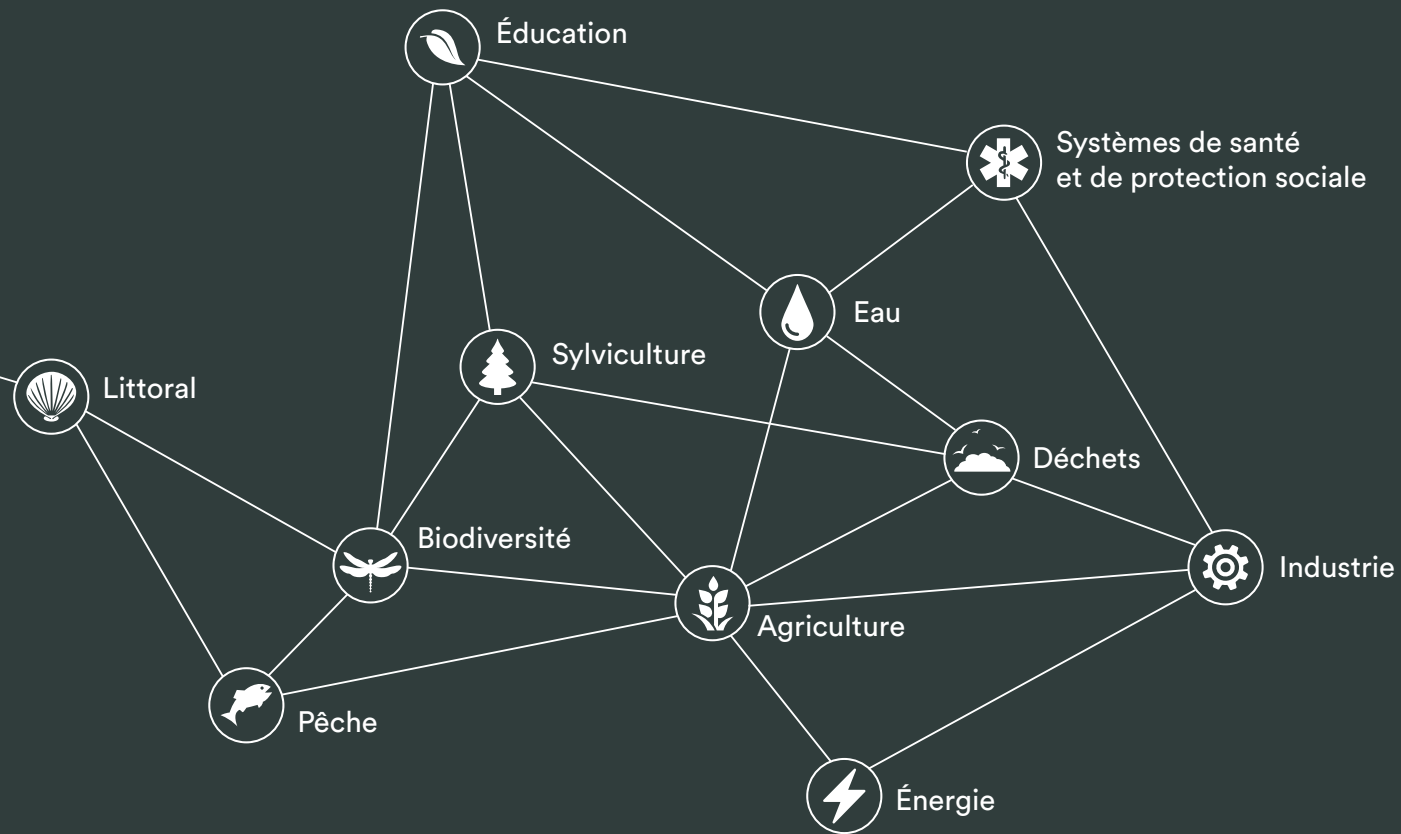 Éducation
Systèmes de santé
et de protection sociale
Eau
Sylviculture
Littoral
Déchets
Biodiversité
Industrie
Agriculture
Pêche
Énergie